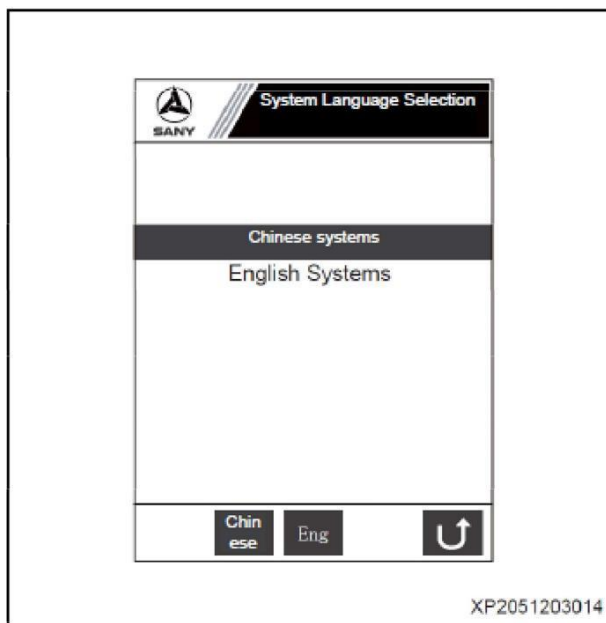 System Language Selection
SANY
Chinese systems
English Systems
Chin
ese
Eng
XP2051203014